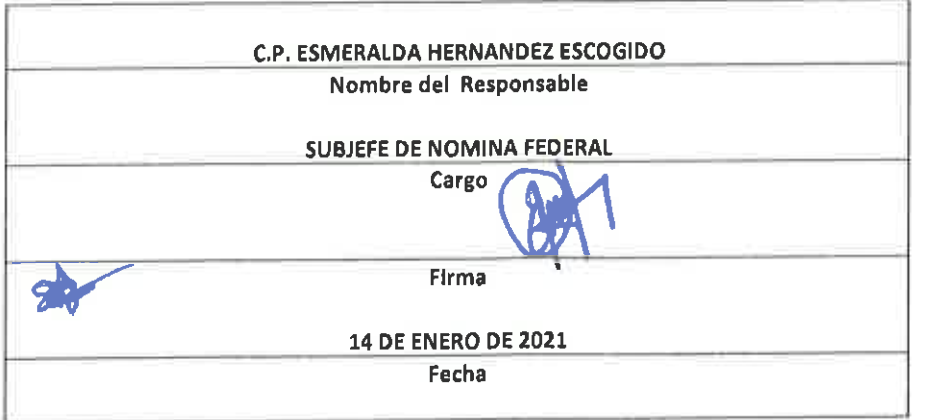 C.P. ESMERALDA HERNANDEZ ESCOGIDO
Nombre del Responsable
SUBJEFE DE NOMINA FEDERAL
Cargo
Firma
14 DE ENERO DE 2021
Fecha